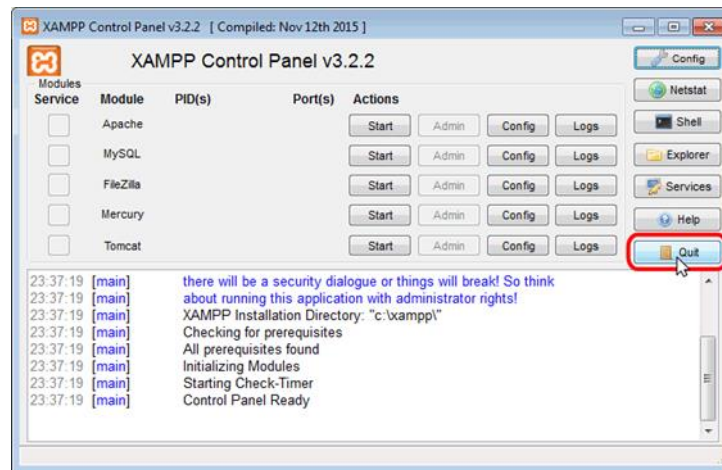 XAMPP Control Panel v3.2.2 [ Compiled: Nov 12th 2015 ]
XAMPP Control Panel v3.2.2
Config
Modules
Service Module PID(s) Port(s) Actions
Netstat
Apache Start Admin Config Logs
Shell
MySQL Start Admin Config Logs
Explorer
FileZilla Start Admin Config Logs
Services
Mercury Start Admin Config Logs
Help
Tomcat Start Admin Config Logs
Quit
23:37:19 [main] there will be a security dialogue or things will break! So think
23:37:19 [main] about running this application with administrator rights!
23:37:19 [main] XAMPP Installation Directory: "c:\xampp\"
23:37:19 [main] Checking for prerequisites
23:37:19 [main] All prerequisites found
23:37:19 [main] Initializing Modules
23:37:19 [main] Starting Check-Timer
23:37:19 [main] Control Panel Ready